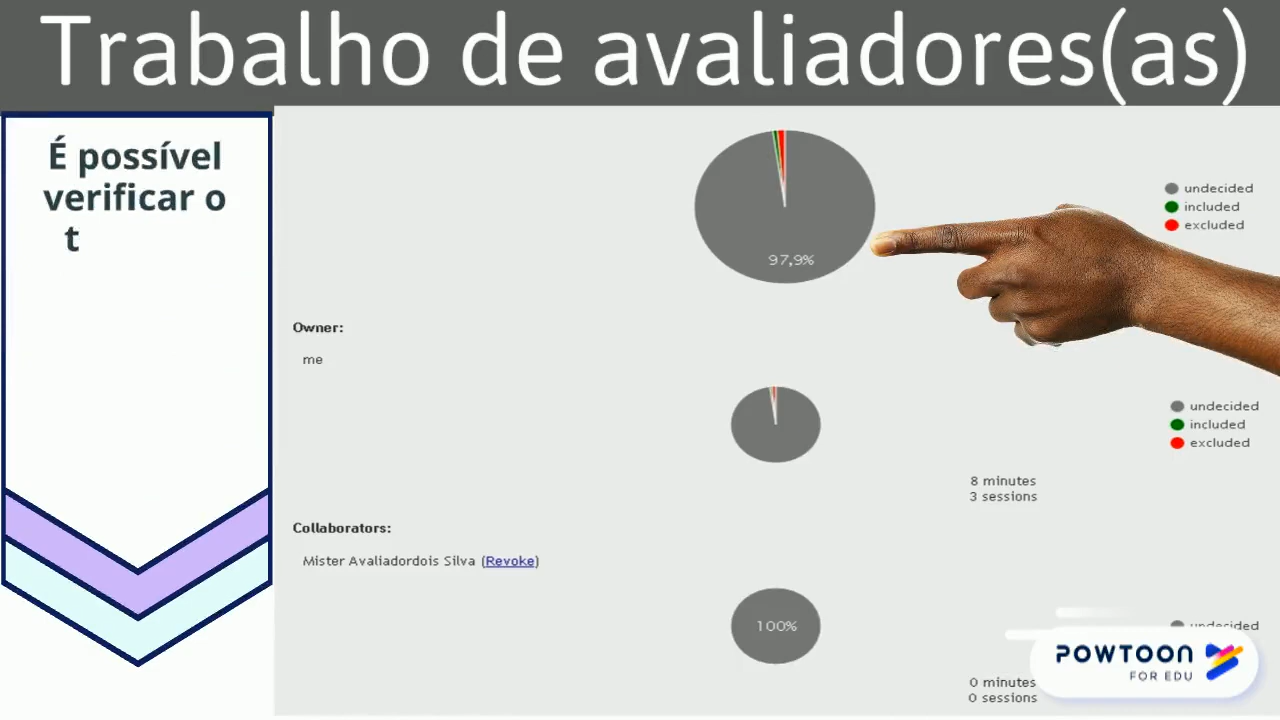 Trabalho de avaliadores(as)
É possível
verificar o
t
97,9%
undecided
included
excluded
Owner:
me
undecided
included
excluded
8 minutes
3 sessions
Collaborators:
Mister Avaliadordois Silva (Revoke)
100%
undecided
0 minutes
0 sessions
POWTOON
FOR EDU